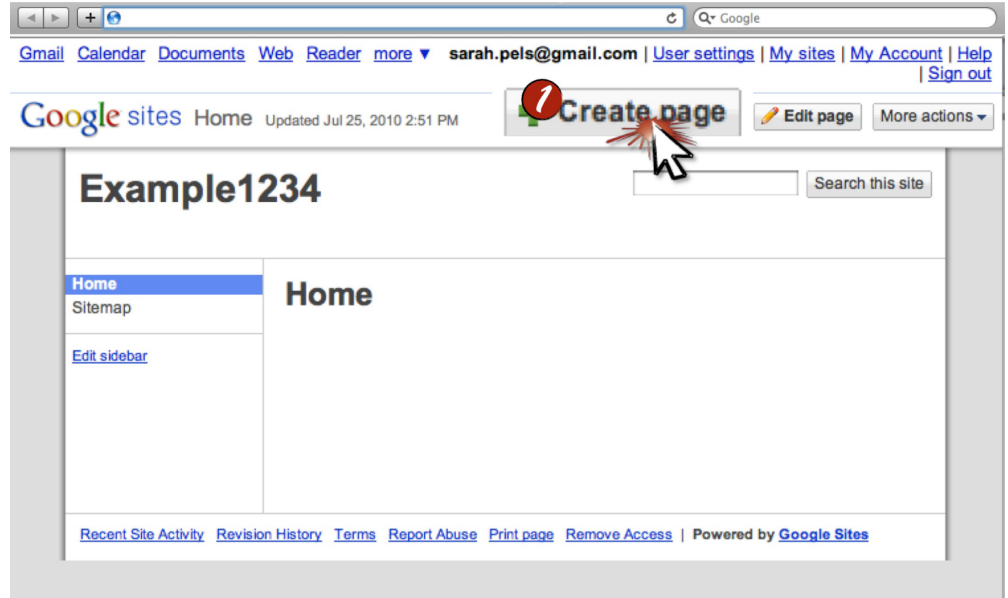 Google
Gmail Calendar Documents Web Reader more ▼ sarah.pels@gmail.com | User settings | My sites | My Account | Help
| Sign out
Google sites Home Updated Jul 25, 2010 2:51 PM 1 Create page Edit page More actions
Example1234 Search this site
Home
Sitemap
Edit sidebar
Home
Recent Site Activity Revision History Terms Report Abuse Print page Remove Access | Powered by Google Sites